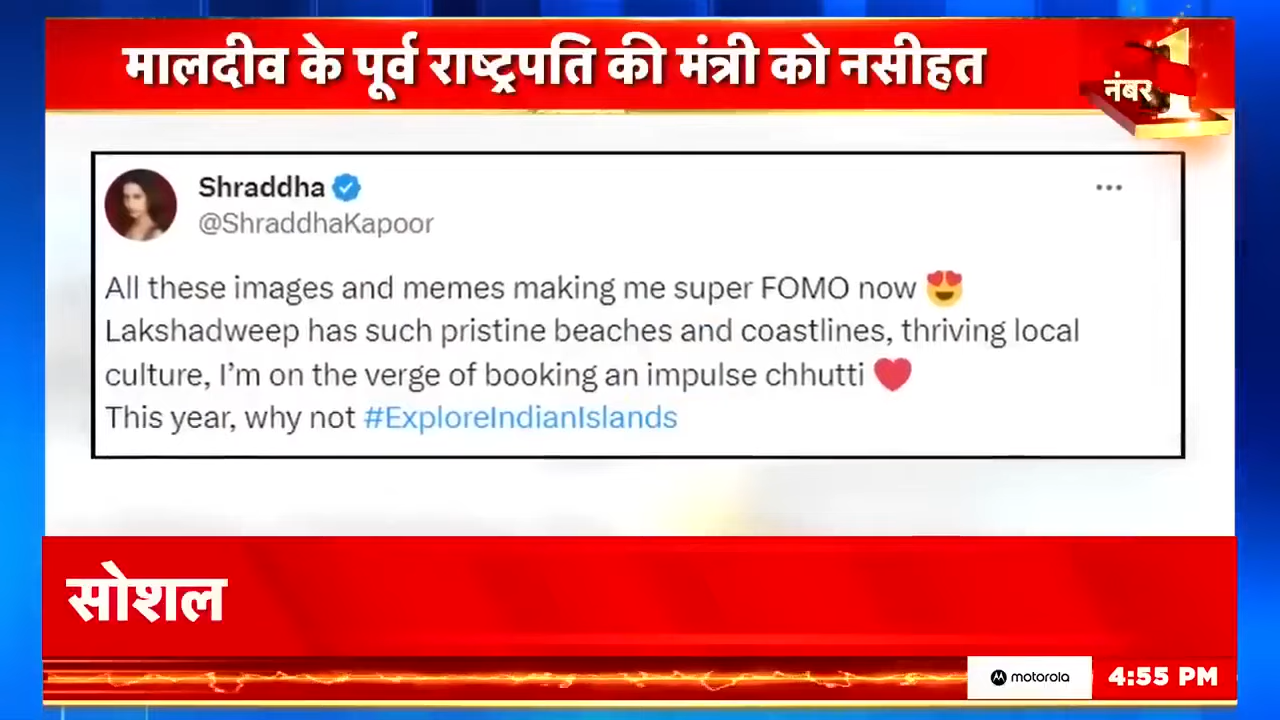 मालदीव के पूर्व राष्ट्रपति की मंत्री को नसीहत
नंबर 1
Shraddha
@ShraddhaKapoor
All these images and memes making me super FOMO now 😍
Lakshadweep has such pristine beaches and coastlines, thriving local
culture, I’m on the verge of booking an impulse chhutti ❤️
This year, why not #ExploreIndianIslands
सोशल
motorola
4:55 PM